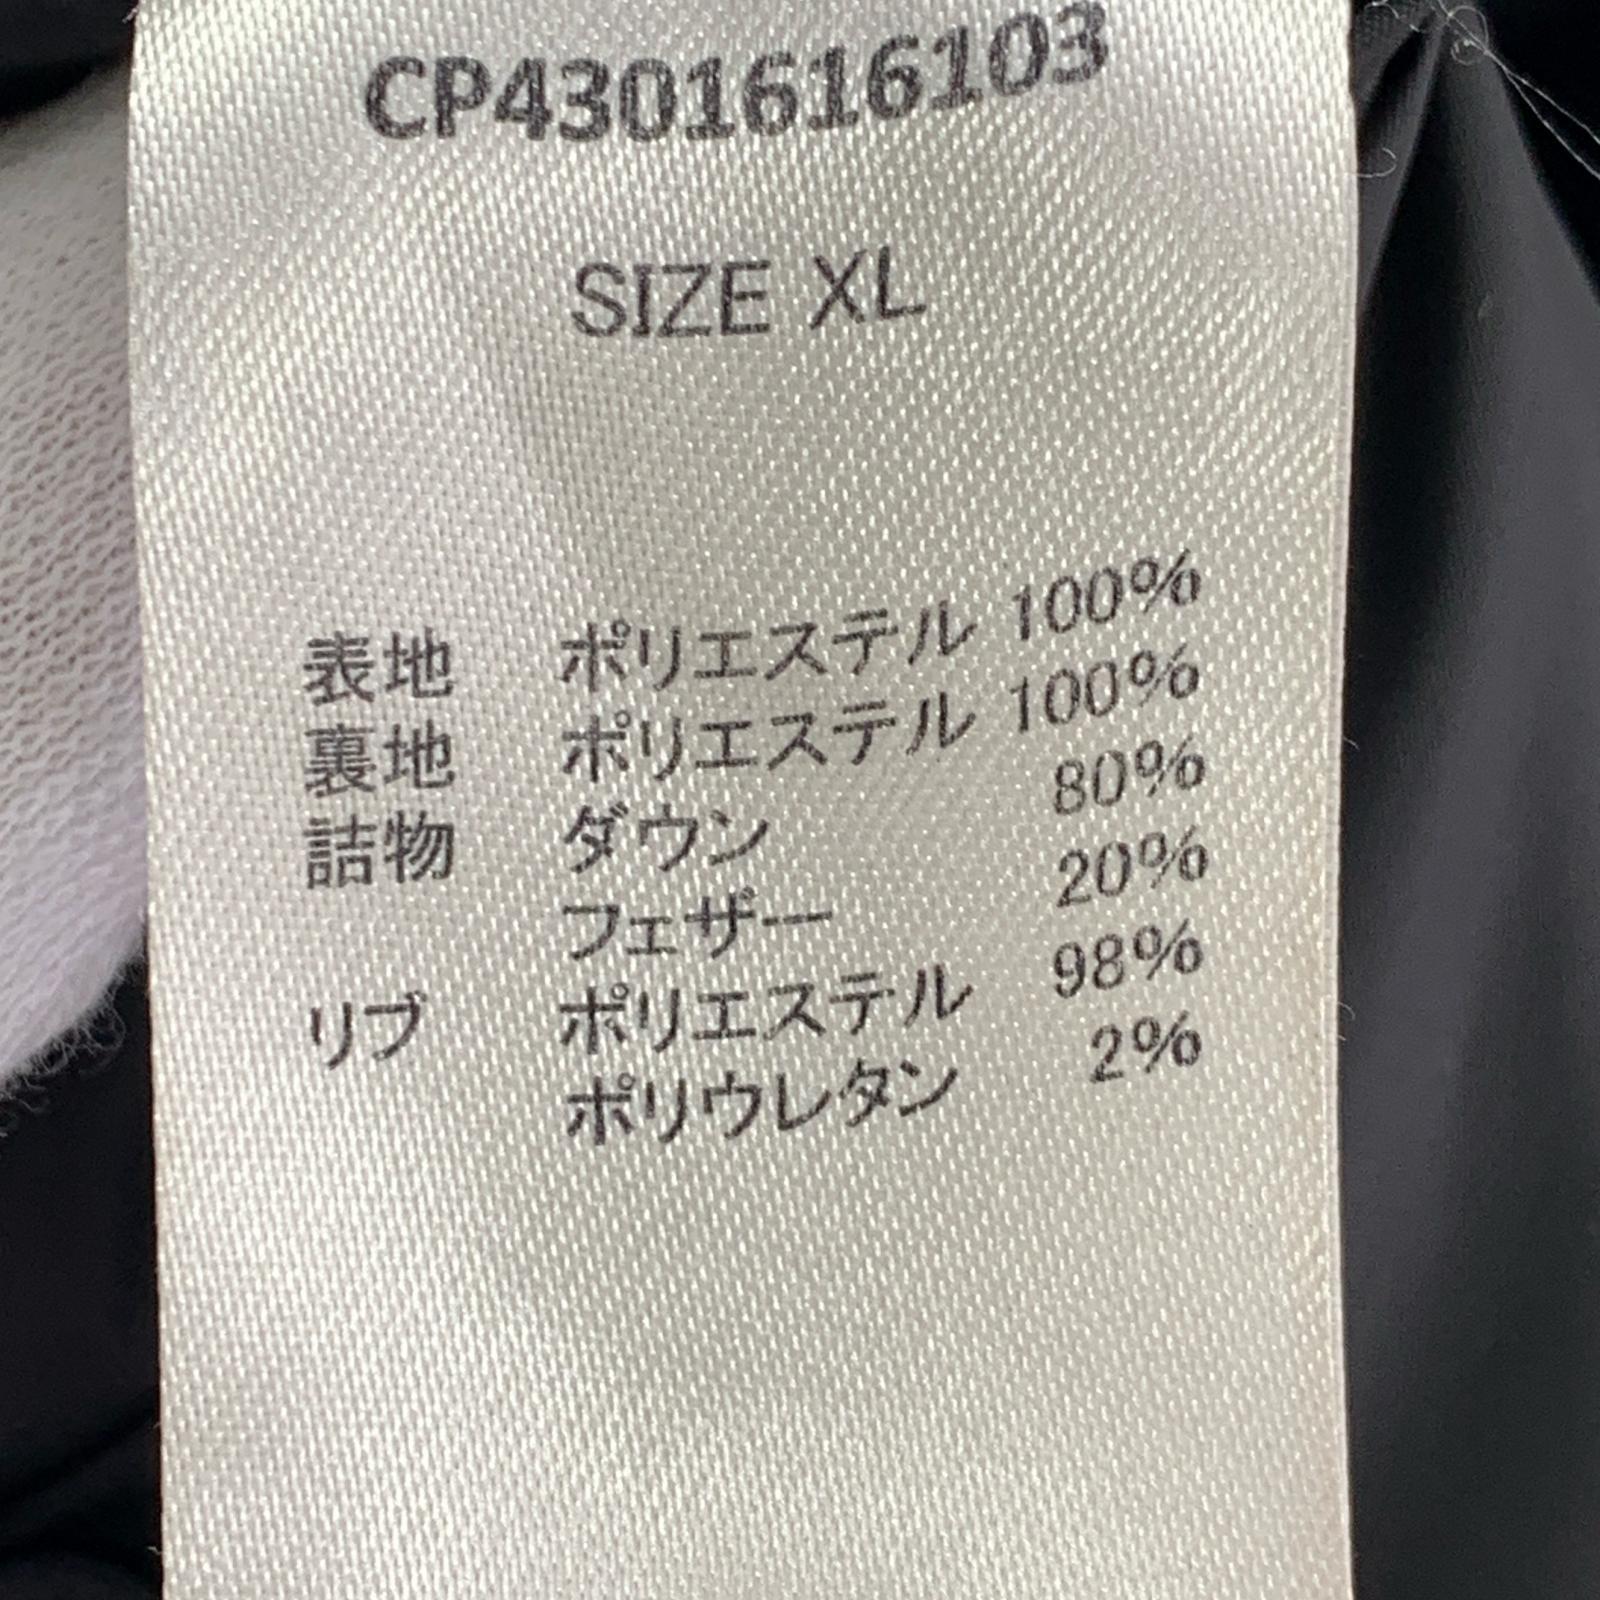 CP4301616103
SIZE XL
表地 ポリエステル 100%
裏地 ポリエステル 100%
詰物 ダウン 80%
フェザー 20%
リブ ポリエステル 98%
ポリウレタン 2%